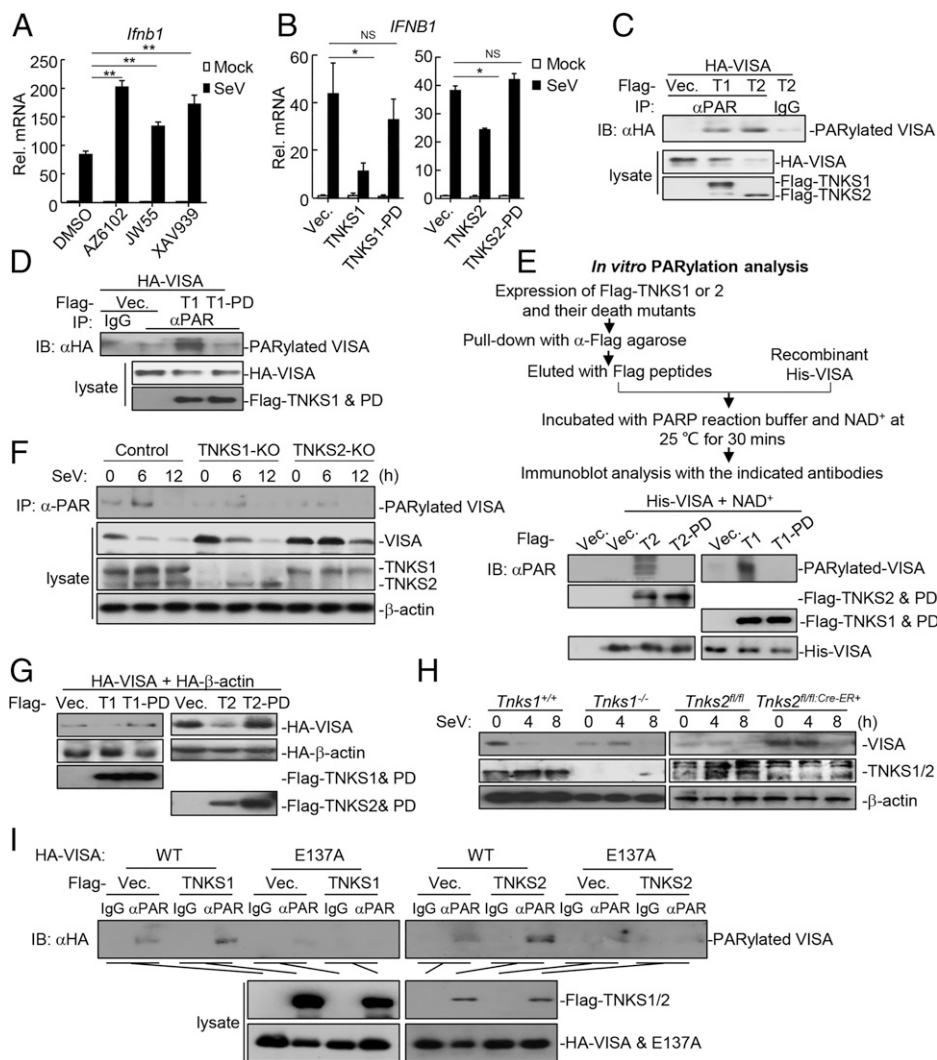 A
Ifnb1
**
**
**
Mock
SeV
Rel. mRNA
250
200
150
100
50
0
DMSO
AZ6102
JW55
XAV939
B
IFNB1
NS
*
Mock
SeV
NS
*
Rel. mRNA
60
40
20
0
50
40
30
20
10
0
Vec.
TNKS1
TNKS1-PD
Vec.
TNKS2
TNKS2-PD
C
HA-VISA
Flag- Vec. T1 T2 T2
IP: αPAR IgG
IB: αHA -PARylated VISA
lysate
-HA-VISA
-Flag-TNKS1
-Flag-TNKS2
D
HA-VISA
Flag- Vec. T1 T1-PD
IP: IgG αPAR
IB: αHA -PARylated VISA
lysate
-HA-VISA
-Flag-TNKS1 & PD
E
In vitro PARylation analysis
Expression of Flag-TNKS1 or 2
and their death mutants
Pull-down with α-Flag agarose
Eluted with Flag peptides
Recombinant
His-VISA
Incubated with PARP reaction buffer and NAD+ at
25 °C for 30 mins
Immunoblot analysis with the indicated antibodies
His-VISA + NAD+
Flag- Vec. Vec. T2 T2-PD Vec. T1 T1-PD
IB: αPAR -PARylated-VISA
-Flag-TNKS2 & PD
-Flag-TNKS1 & PD
-His-VISA
F
Control TNKS1-KO TNKS2-KO
SeV: 0 6 12 0 6 12 0 6 12 (h)
IP: α-PAR -PARylated VISA
lysate
-VISA
-TNKS1
-TNKS2
-β-actin
G
HA-VISA + HA-β-actin
Flag- Vec. T1 T1-PD Vec. T2 T2-PD
-HA-VISA
-HA-β-actin
-Flag-TNKS1& PD
-Flag-TNKS2& PD
H
Tnks1+/+ Tnks1-/- Tnks2fl/fl Tnks2fl/fl:Cre-ER+
SeV: 0 4 8 0 4 8 0 4 8 0 4 8 (h)
-VISA
-TNKS1/2
-β-actin
I
HA-VISA: WT E137A WT E137A
Flag- Vec. TNKS1 Vec. TNKS1 Vec. TNKS2 Vec. TNKS2
IgG αPAR IgG αPAR IgG αPAR IgG αPAR IgG αPAR IgG αPAR IgG αPAR IgG αPAR
IB: αHA -PARylated VISA
lysate
-Flag-TNKS1/2
-HA-VISA & E137A